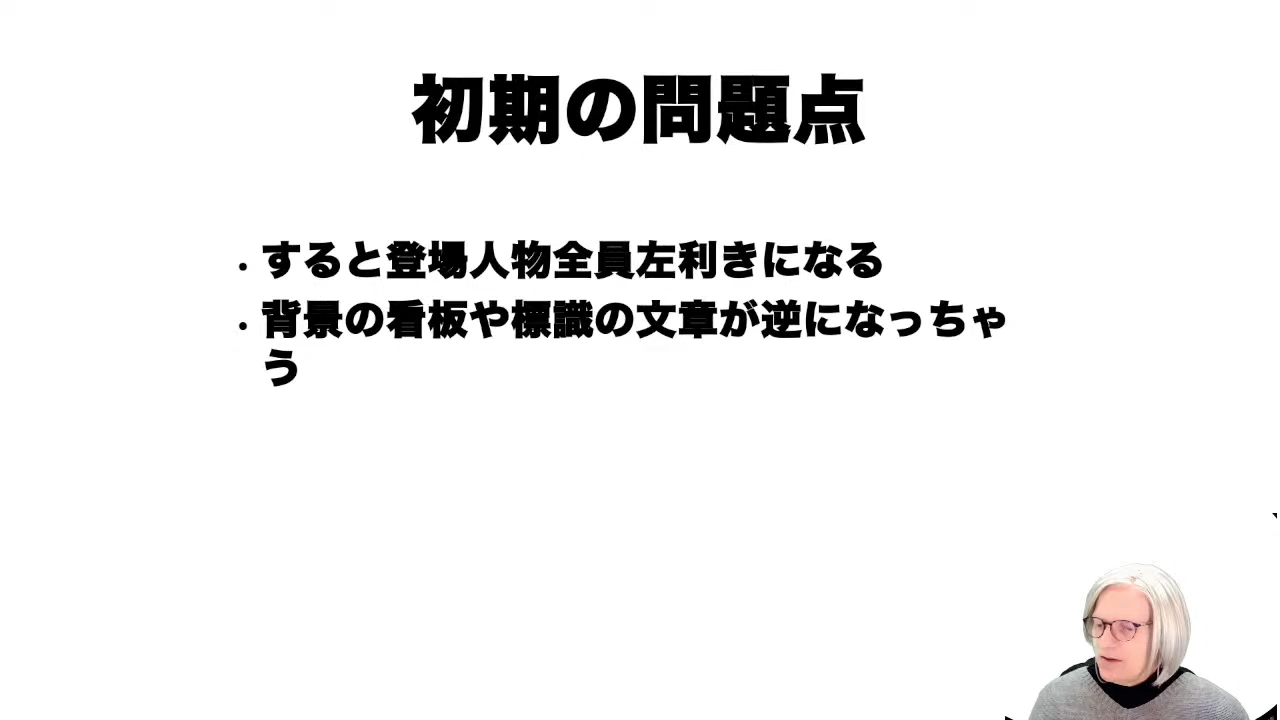 初期の問題点
・すると登場人物全員左利きになる
・背景の看板や標識の文章が逆になっちゃ
う